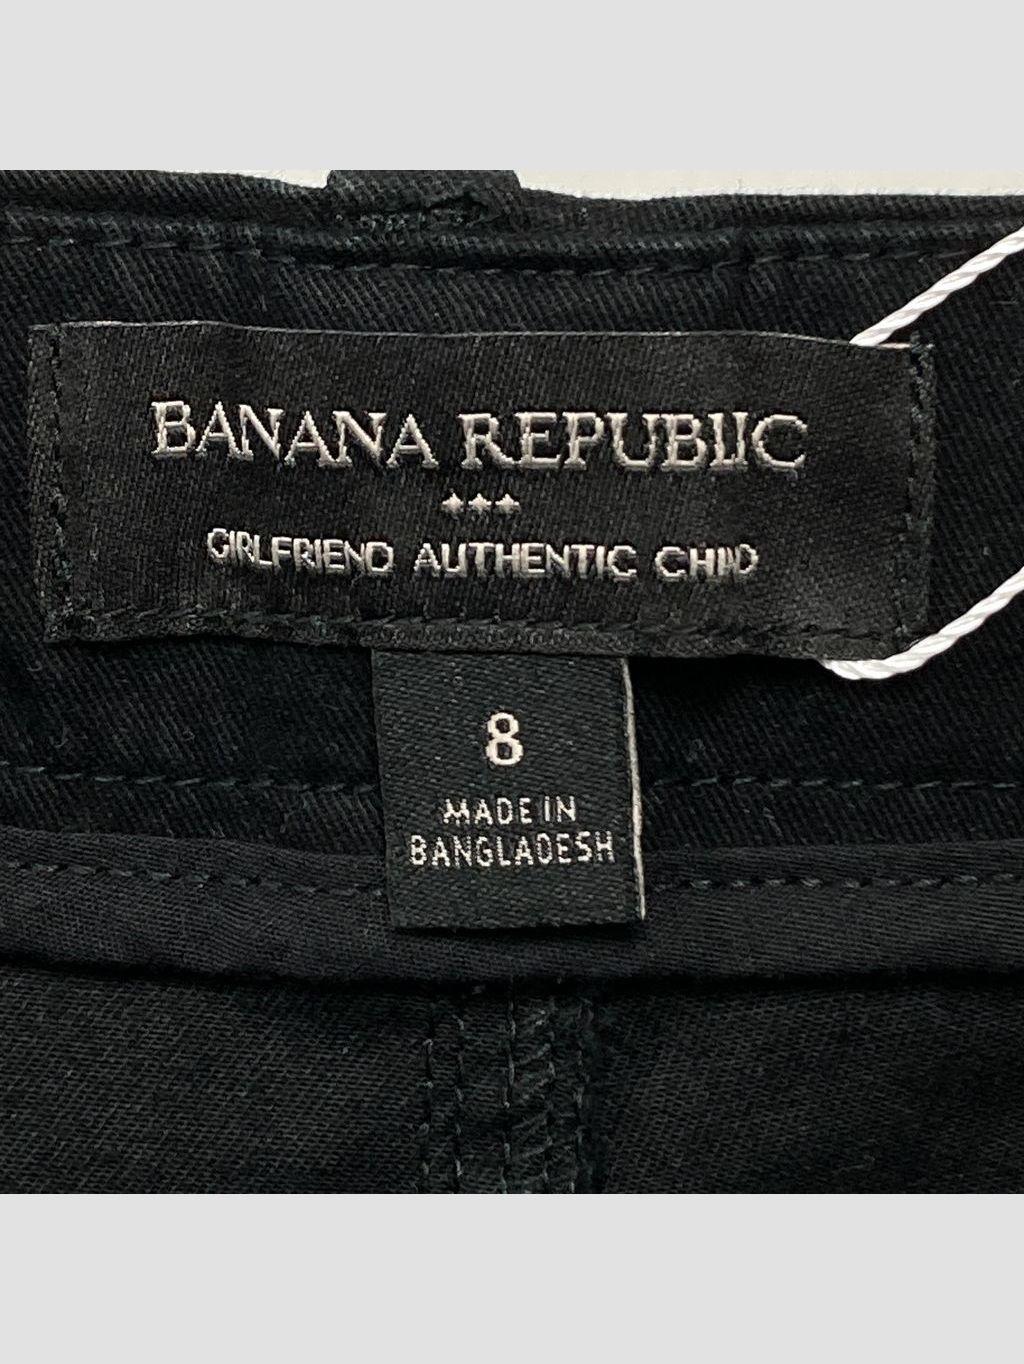 BANANA REPUBLIC
GIRLFRIEND AUTHENTIC CHINO
8
MADE IN
BANGLADESH